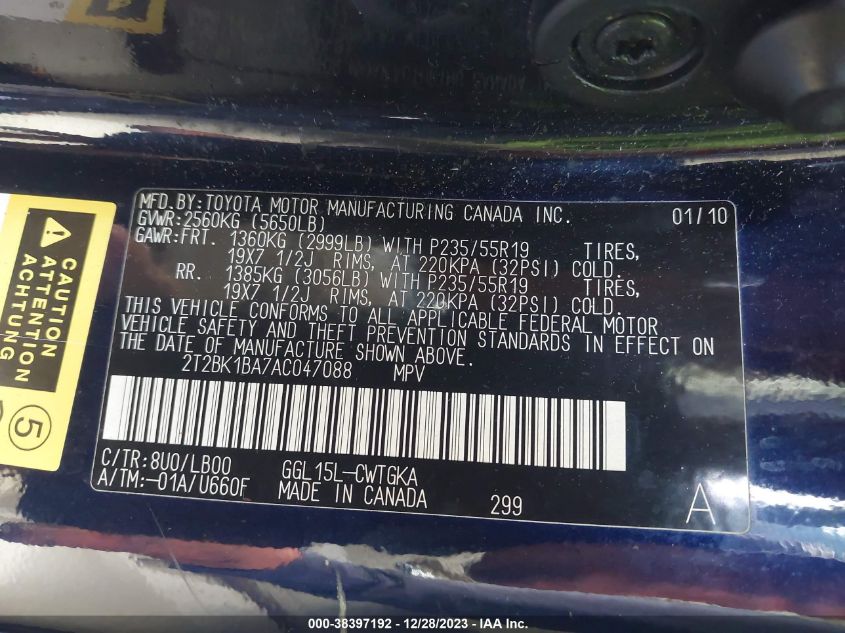 MFD.BY:TOYOTA MOTOR MANUFACTURING CANADA INC. 01/10
GVWR:2560KG (5650LB)
GAWR:FRT. 1360KG (2999LB) WITH P235/55R19 TIRES,
19X7 1/2J RIMS, AT 220KPA (32PSI) COLD.
RR. 1385KG (3056LB) WITH P235/55R19 TIRES,
19X7 1/2J RIMS, AT 220KPA (32PSI) COLD.
THIS VEHICLE CONFORMS TO ALL APPLICABLE FEDERAL MOTOR
VEHICLE SAFETY AND THEFT PREVENTION STANDARDS IN EFFECT ON
THE DATE OF MANUFACTURE SHOWN ABOVE.
2T2BK1BA7AC047088 MPV
C/TR:8U0/LB00 GGL15L-CWTGKA
A/TM:-01A/U660F MADE IN CANADA 299 A
CAUTION
ATTENTION
ACHTUNG
5
000-38397192 - 12/28/2023 - IAA Inc.